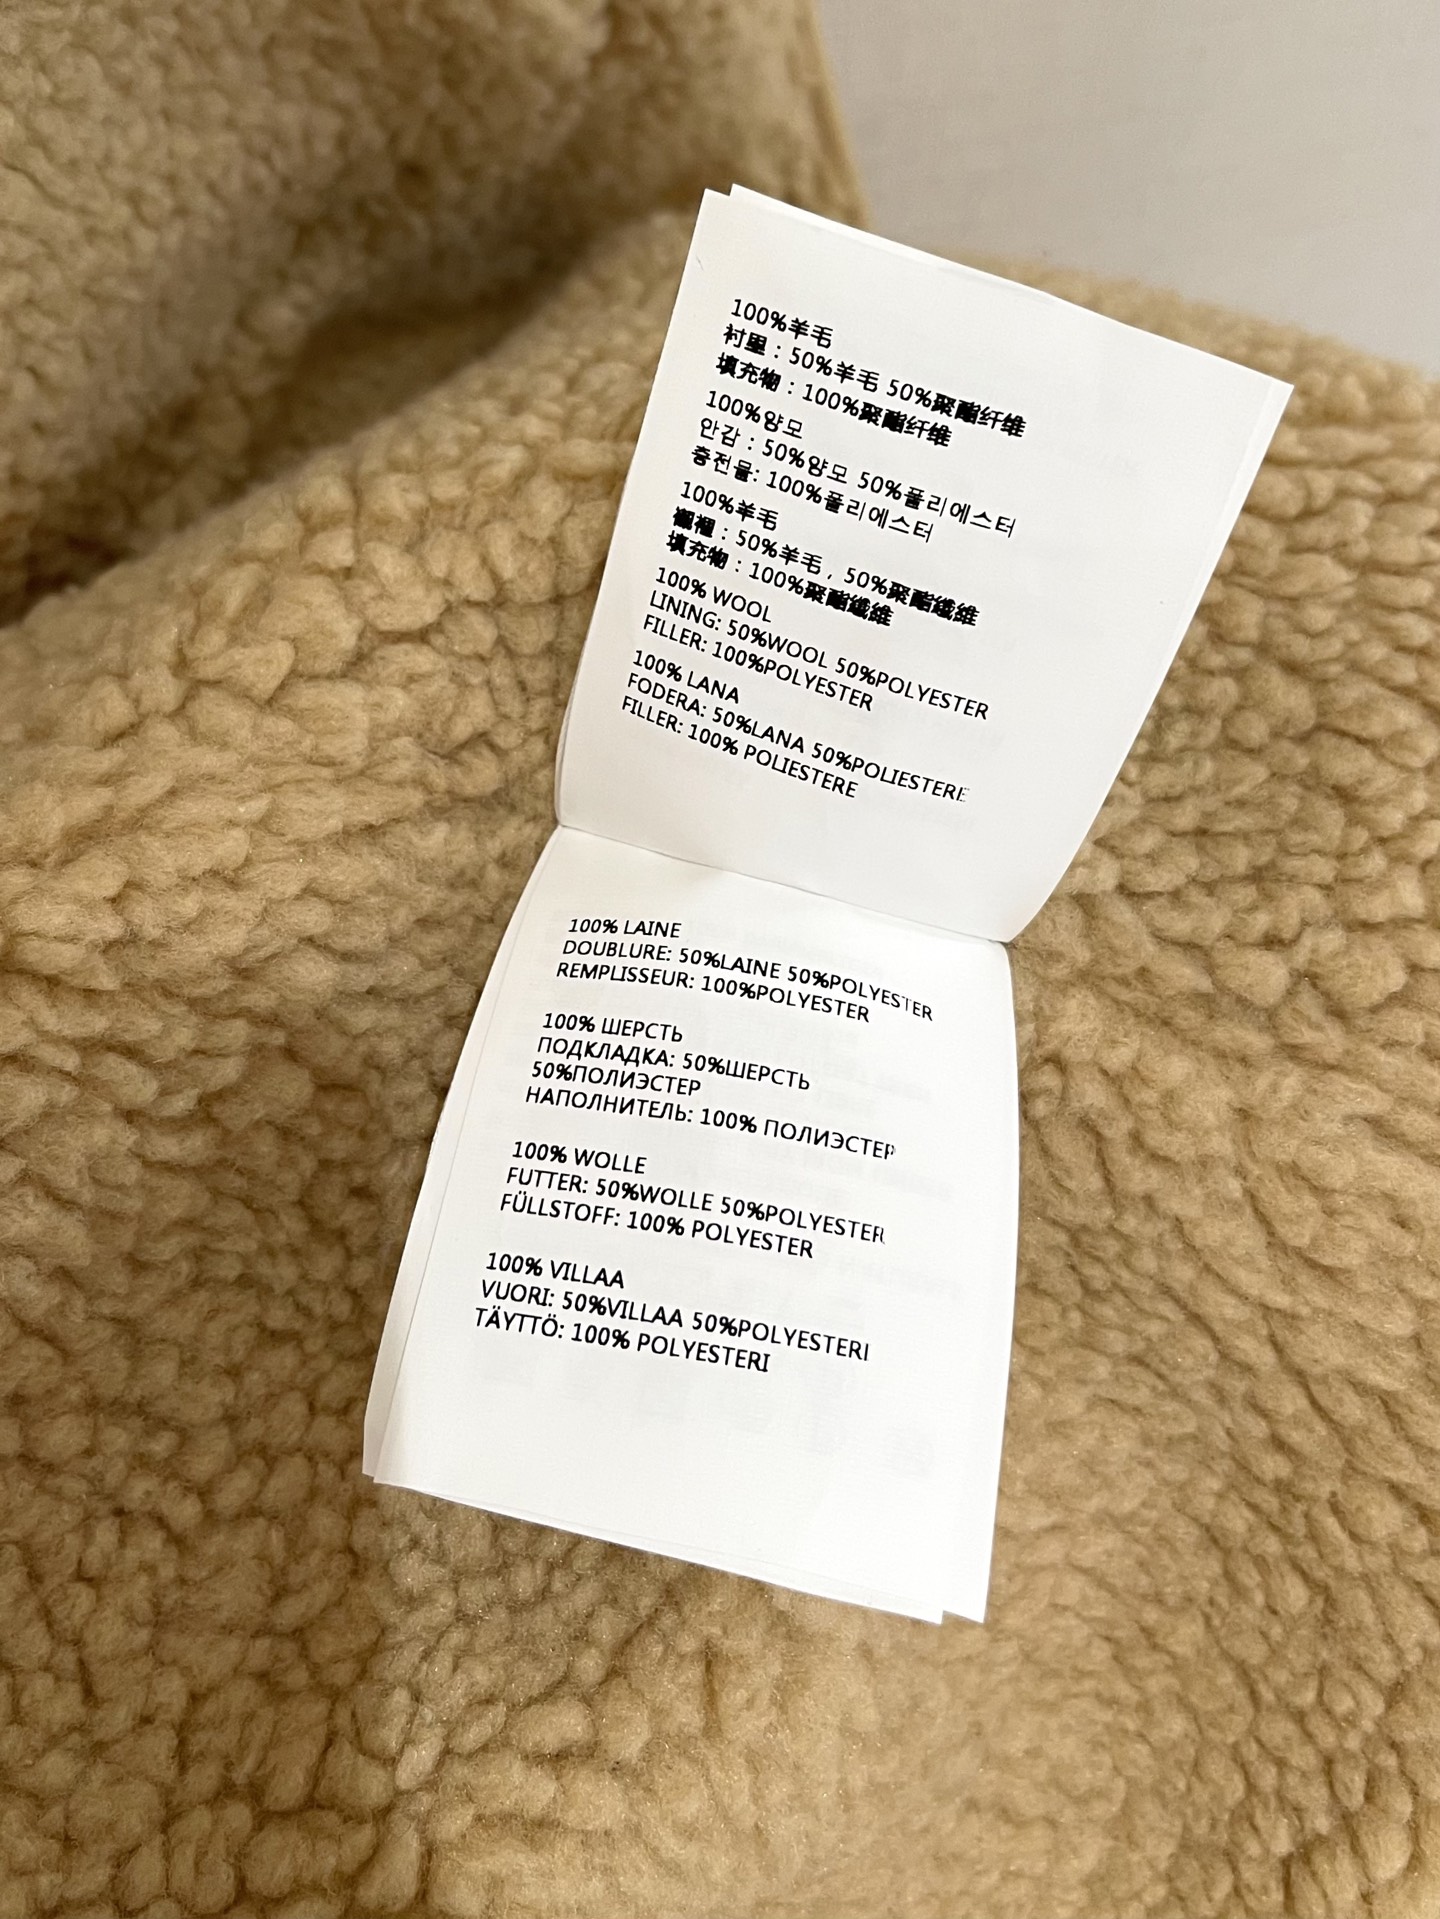 100%羊毛
衬里：50%羊毛 50%聚酯纤维
填充物：100%聚酯纤维
100%양모
안감 : 50%양모 50%폴리에스터
충전물: 100%폴리에스터
100%羊毛
襯裡：50%羊毛，50%聚酯纖維
填充物：100%聚酯纖維
100% WOOL
LINING: 50%WOOL 50%POLYESTER
FILLER: 100%POLYESTER
100% LANA
FODERA: 50%LANA 50%POLIESTERE
FILLER: 100% POLIESTERE
100% LAINE
DOUBLURE: 50%LAINE 50%POLYESTER
REMPLISSEUR: 100%POLYESTER
100% ШЕРСТЬ
ПОДКЛАДКА: 50%ШЕРСТЬ
50%ПОЛИЭСТЕР
НАПОЛНИТЕЛЬ: 100% ПОЛИЭСТЕР
100% WOLLE
FUTTER: 50%WOLLE 50%POLYESTER
FÜLLSTOFF: 100% POLYESTER
100% VILLAA
VUORI: 50%VILLAA 50%POLYESTERI
TÄYTTÖ: 100% POLYESTERI